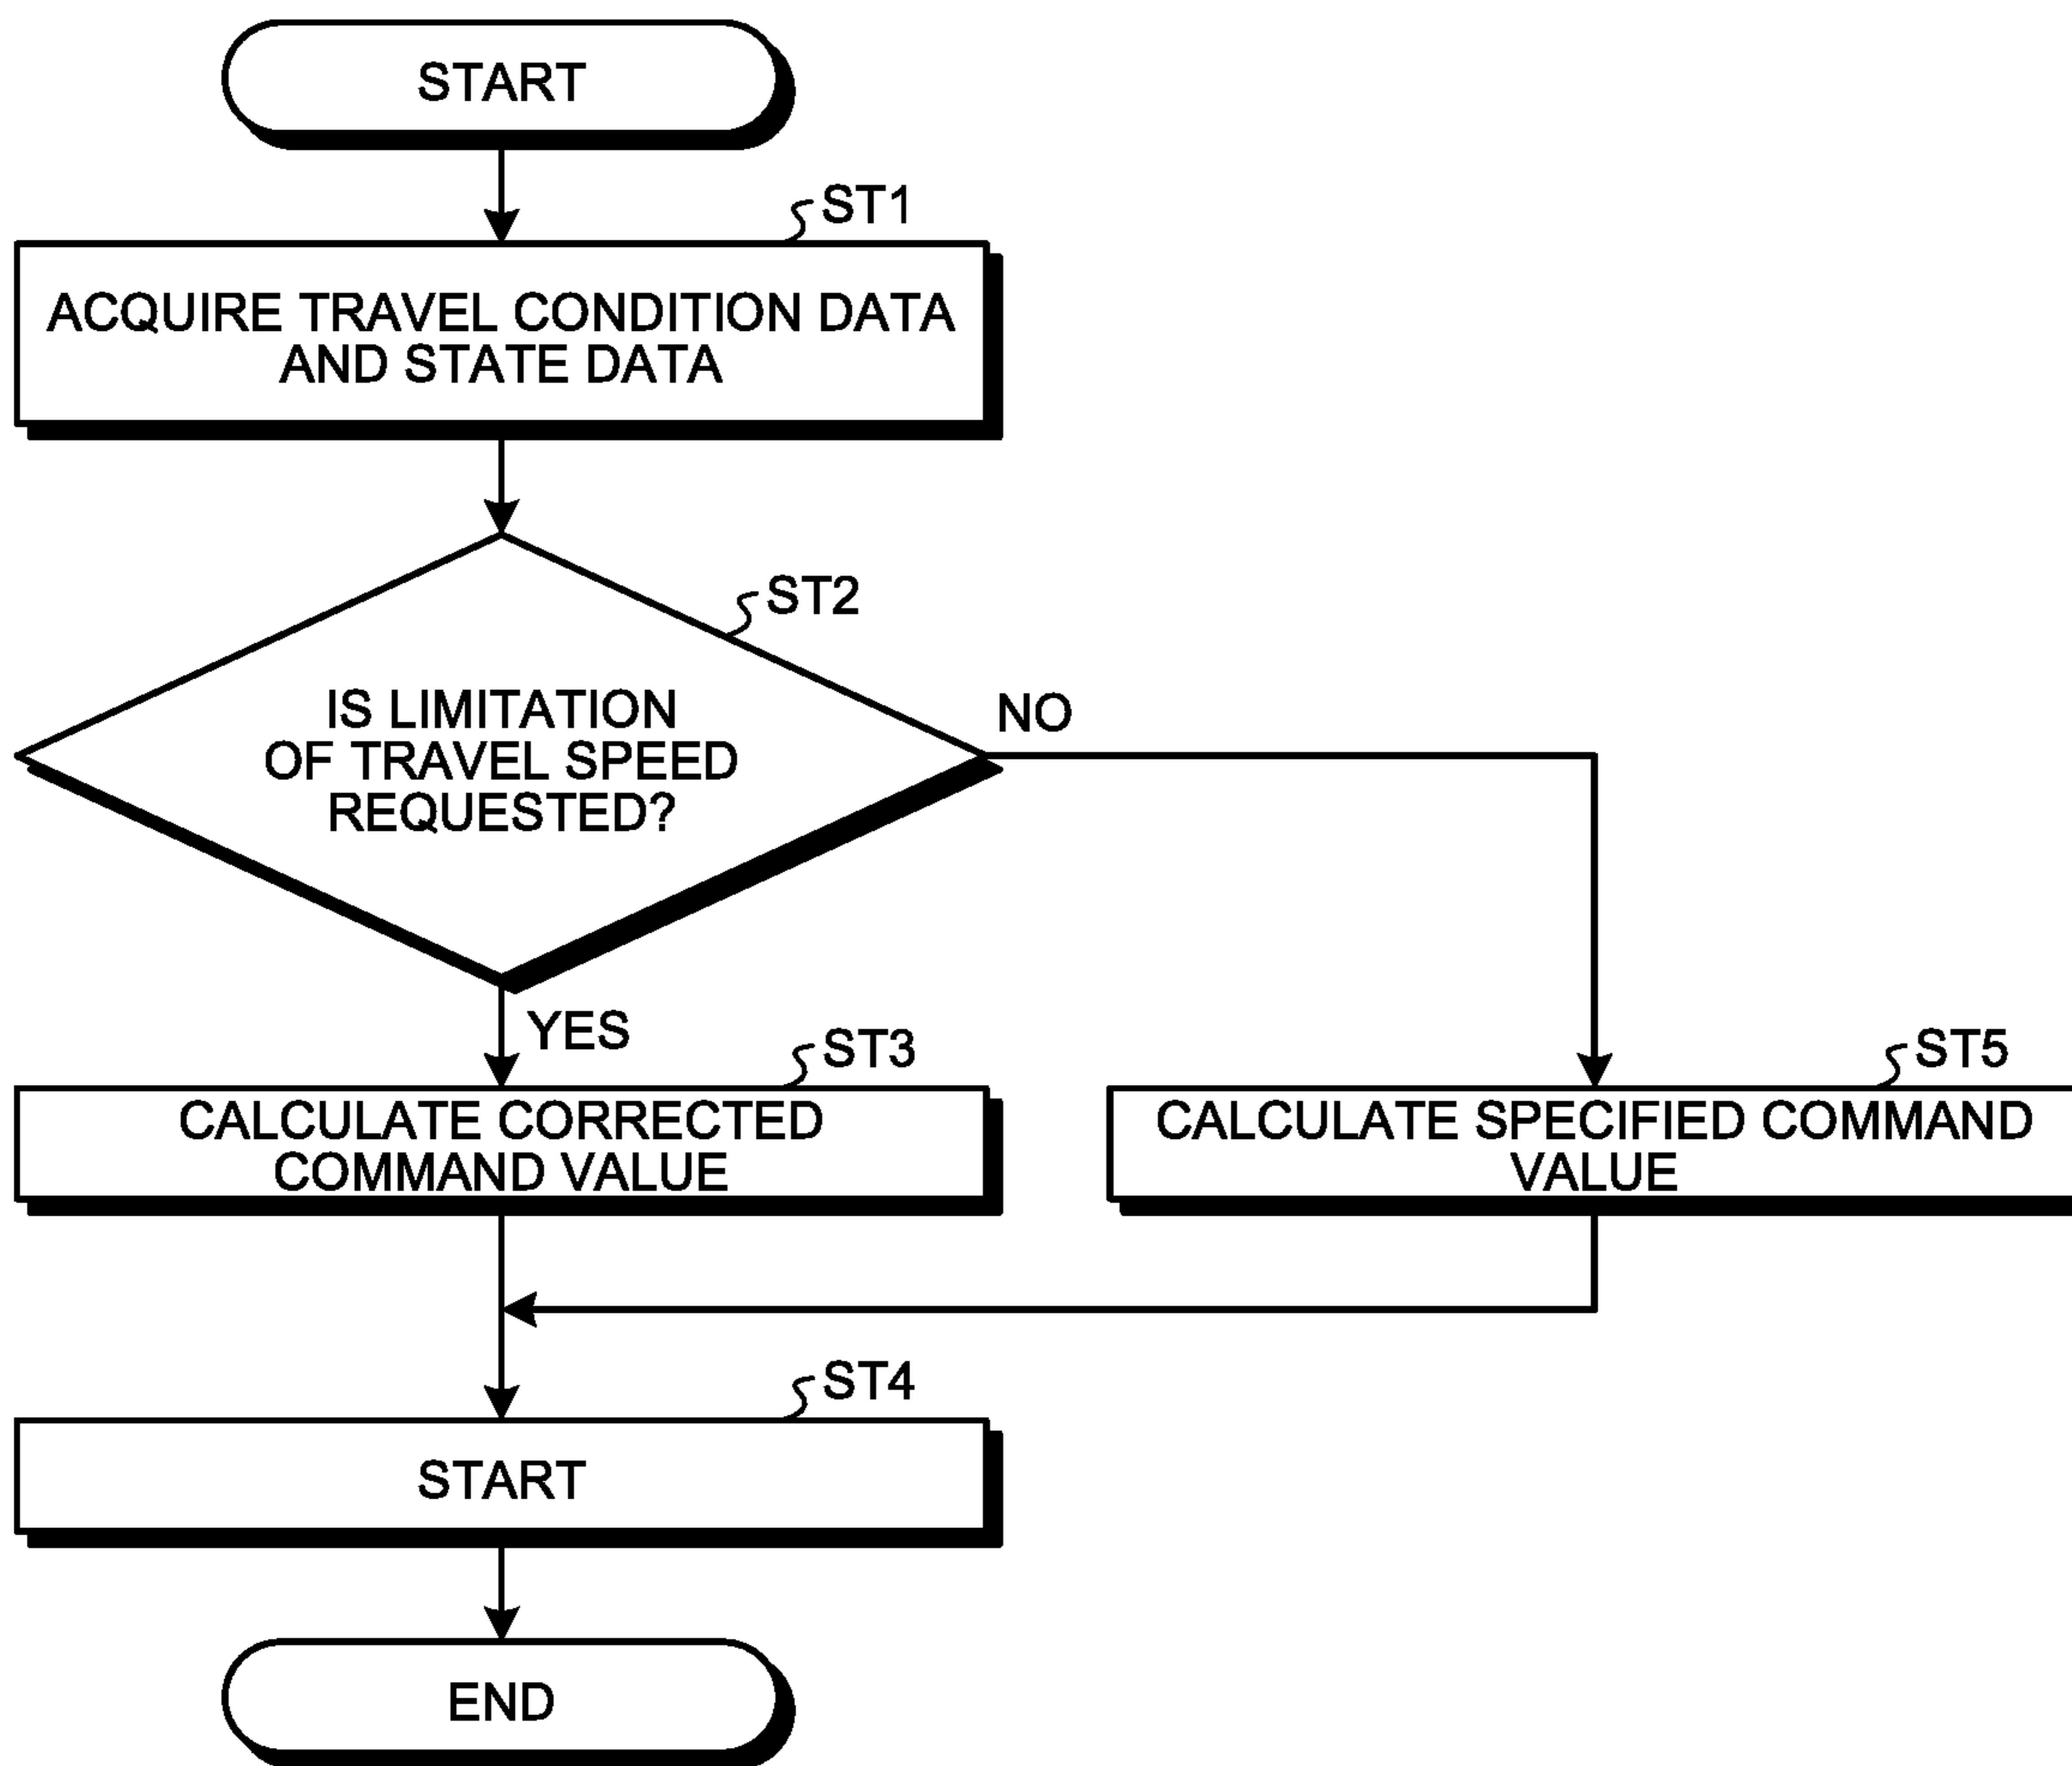 START
ST1
ACQUIRE TRAVEL CONDITION DATA
AND STATE DATA
ST2
IS LIMITATION
OF TRAVEL SPEED
REQUESTED?
NO
YES
ST3
CALCULATE CORRECTED
COMMAND VALUE
ST5
CALCULATE SPECIFIED COMMAND
VALUE
ST4
START
END